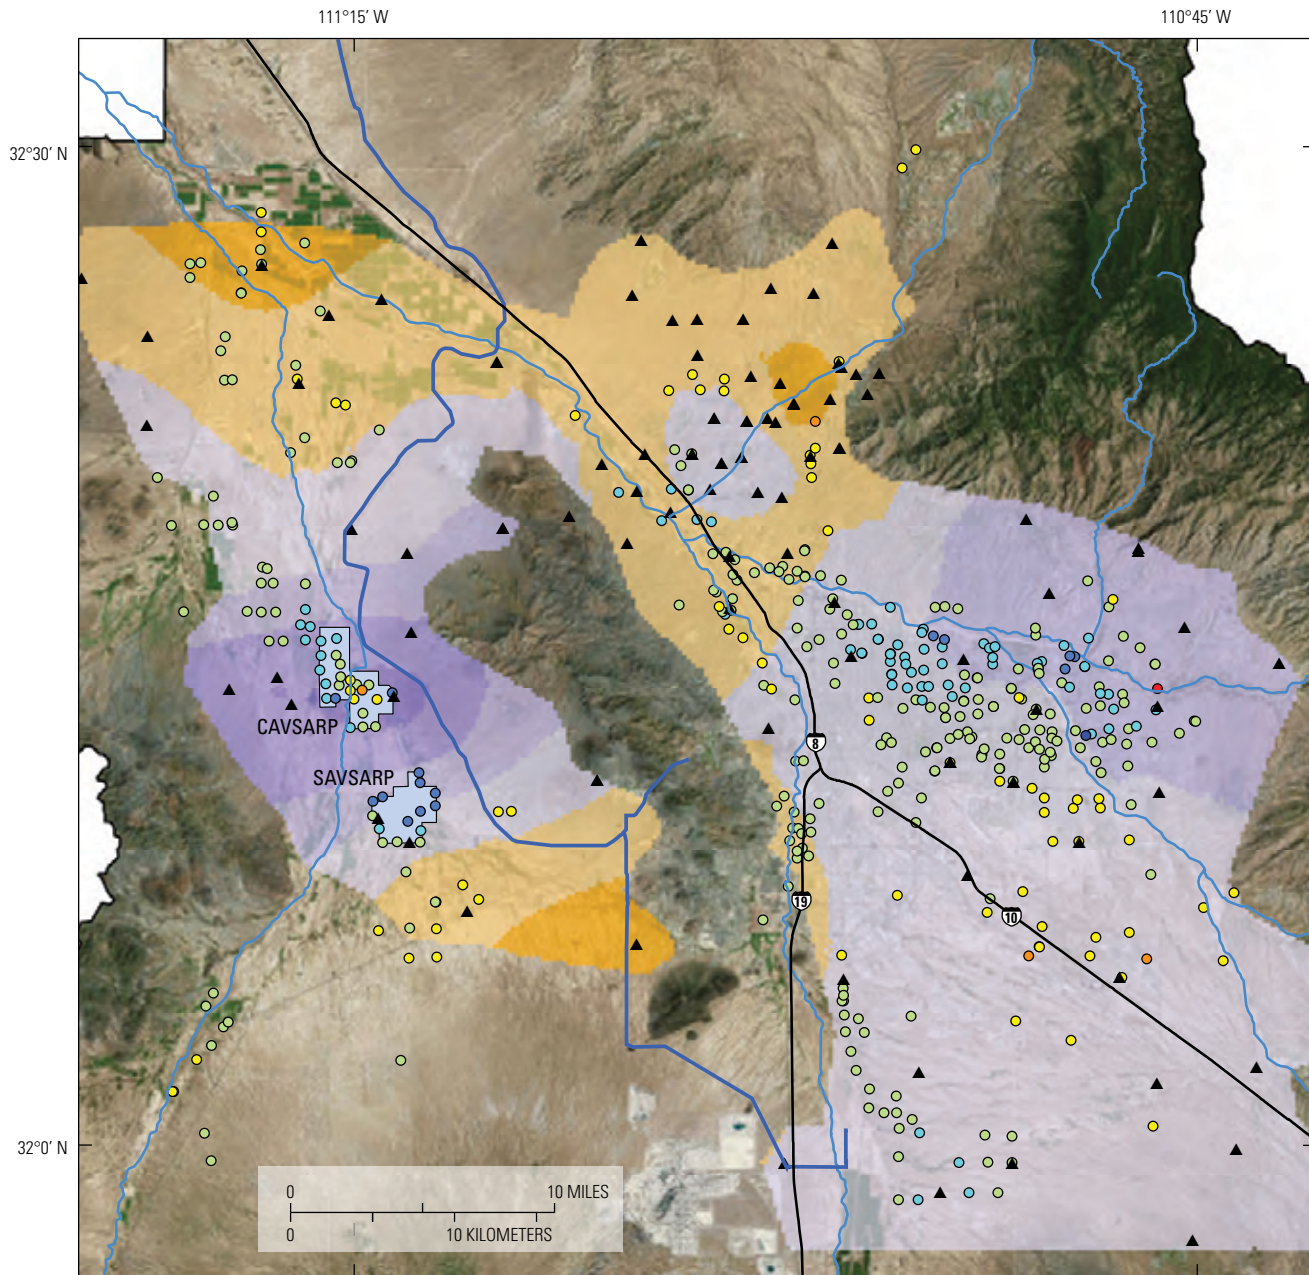 111°15′ W
110°45′ W
32°30′ N
CAVSARP
SAVSARP
8
19
10
32°0′ N
0
10 MILES
0
10 KILOMETERS